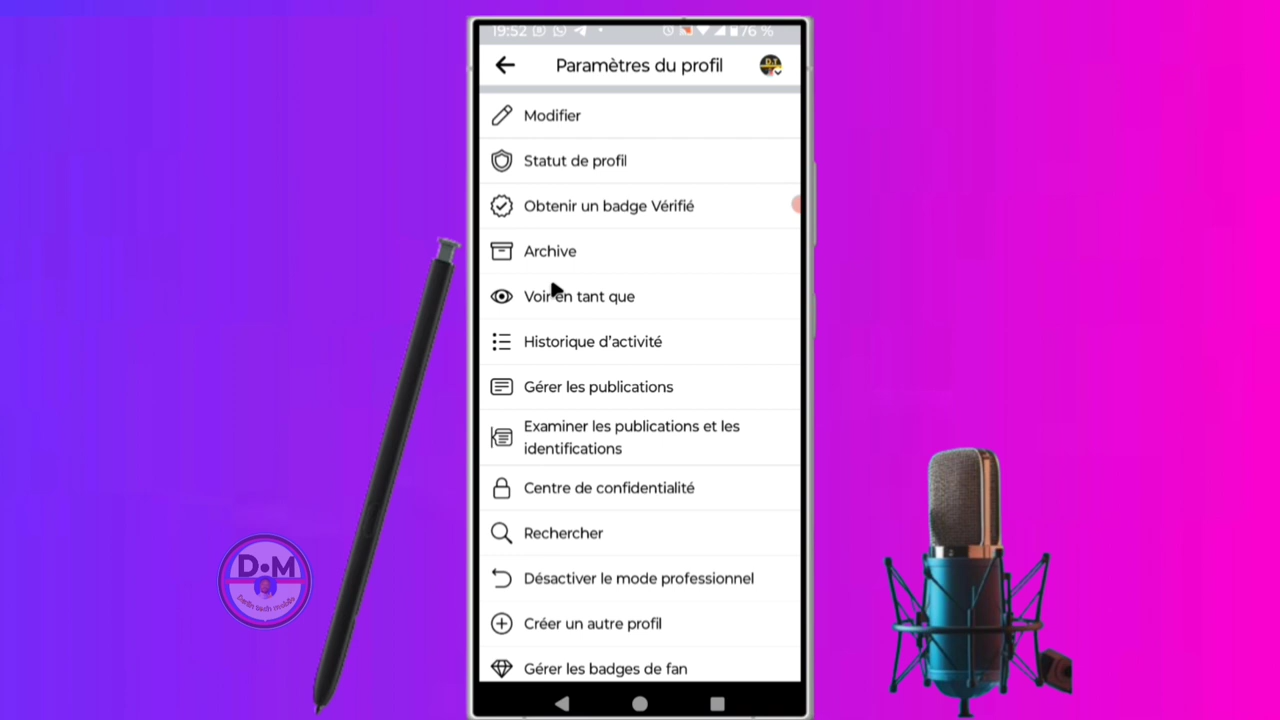 19:52 76 %
Paramètres du profil
D.T
Modifier
Statut de profil
Obtenir un badge Vérifié
Archive
Voir en tant que
Historique d’activité
Gérer les publications
Examiner les publications et les
identifications
Centre de confidentialité
Rechercher
Désactiver le mode professionnel
Créer un autre profil
Gérer les badges de fan
D•M
tech mobile